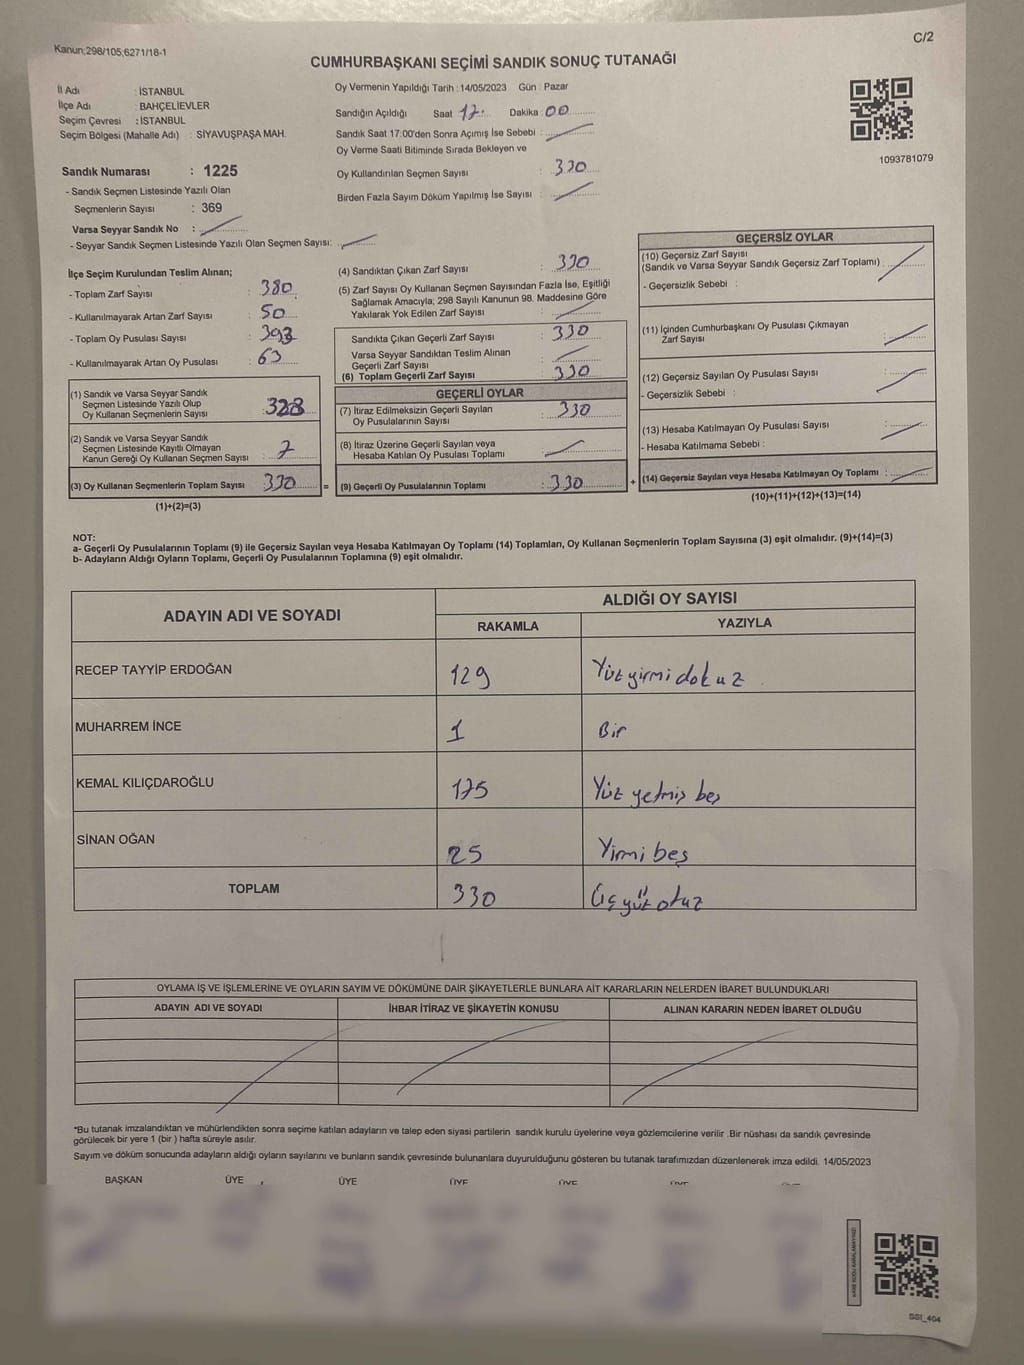 Kanun;298/105;6271/18-1
C/2
CUMHURBAŞKANI SEÇİMİ SANDIK SONUÇ TUTANAĞI
İl Adı : İSTANBUL
İlçe Adı : BAHÇELİEVLER
Seçim Çevresi : İSTANBUL
Seçim Bölgesi (Mahalle Adı) : SİYAVUŞPAŞA MAH.
Oy Vermenin Yapıldığı Tarih : 14/05/2023 Gün : Pazar
Sandığın Açıldığı Saat 17 Dakika : 00
Sandık Saat 17:00'den Sonra Açımış İse Sebebi :
Oy Verme Saati Bitiminde Sırada Bekleyen ve
Oy Kullandırılan Seçmen Sayısı : 330
Birden Fazla Sayım Döküm Yapılmış İse Sayısı :
1093781079
Sandık Numarası : 1225
- Sandık Seçmen Listesinde Yazılı Olan
Seçmenlerin Sayısı : 369
Varsa Seyyar Sandık No :
- Seyyar Sandık Seçmen Listesinde Yazılı Olan Seçmen Sayısı:
İlçe Seçim Kurulundan Teslim Alınan;
- Toplam Zarf Sayısı : 380
- Kullanılmayarak Artan Zarf Sayısı : 50
- Toplam Oy Pusulası Sayısı : 393
- Kullanılmayarak Artan Oy Pusulası : 63
(1) Sandık ve Varsa Seyyar Sandık
Seçmen Listesinde Yazılı Olup
Oy Kullanan Seçmenlerin Sayısı : 328
(2) Sandık ve Varsa Seyyar Sandık
Seçmen Listesinde Kayıtlı Olmayan
Kanun Gereği Oy Kullanan Seçmen Sayısı : 2
(3) Oy Kullanan Seçmenlerin Toplam Sayısı : 330 =
(1)+(2)=(3)
(4) Sandıktan Çıkan Zarf Sayısı : 330
(5) Zarf Sayısı Oy Kullanan Seçmen Sayısından Fazla İse, Eşitliği
Sağlamak Amacıyla; 298 Sayılı Kanunun 98. Maddesine Göre
Yakılarak Yok Edilen Zarf Sayısı :
Sandıkta Çıkan Geçerli Zarf Sayısı : 330
Varsa Seyyar Sandıktan Teslim Alınan
Geçerli Zarf Sayısı :
(6) Toplam Geçerli Zarf Sayısı : 330
GEÇERLİ OYLAR
(7) İtiraz Edilmeksizin Geçerli Sayılan
Oy Pusulalarının Sayısı : 330
(8) İtiraz Üzerine Geçerli Sayılan veya
Hesaba Katılan Oy Pusulası Toplamı :
(9) Geçerli Oy Pusulalarının Toplamı : 330 +
GEÇERSİZ OYLAR
(10) Geçersiz Zarf Sayısı
(Sandık ve Varsa Seyyar Sandık Geçersiz Zarf Toplamı) :
- Geçersizlik Sebebi :
(11) İçinden Cumhurbaşkanı Oy Pusulası Çıkmayan
Zarf Sayısı :
(12) Geçersiz Sayılan Oy Pusulası Sayısı :
- Geçersizlik Sebebi :
(13) Hesaba Katılmayan Oy Pusulası Sayısı :
- Hesaba Katılmama Sebebi :
(14) Geçersiz Sayılan veya Hesaba Katılmayan Oy Toplamı :
(10)+(11)+(12)+(13)=(14)
NOT:
a- Geçerli Oy Pusulalarının Toplamı (9) ile Geçersiz Sayılan veya Hesaba Katılmayan Oy Toplamı (14) Toplamları, Oy Kullanan Seçmenlerin Toplam Sayısına (3) eşit olmalıdır. (9)+(14)=(3)
b- Adayların Aldığı Oyların Toplamı, Geçerli Oy Pusulalarının Toplamına (9) eşit olmalıdır.
ADAYIN ADI VE SOYADI
ALDIĞI OY SAYISI
RAKAMLA YAZIYLA
RECEP TAYYİP ERDOĞAN 129 Yüz yirmi dokuz
MUHARREM İNCE 1 Bir
KEMAL KILIÇDAROĞLU 175 Yüz yetmiş beş
SİNAN OĞAN 25 Yirmi beş
TOPLAM 330 Üç yüz otuz
OYLAMA İŞ VE İŞLEMLERİNE VE OYLARIN SAYIM VE DÖKÜMÜNE DAİR ŞİKAYETLERLE BUNLARA AİT KARARLARIN NELERDEN İBARET BULUNDUKLARI
ADAYIN ADI VE SOYADI İHBAR İTİRAZ VE ŞİKAYETİN KONUSU ALINAN KARARIN NEDEN İBARET OLDUĞU
*Bu tutanak imzalandıktan ve mühürlendikten sonra seçime katılan adayların ve talep eden siyasi partilerin sandık kurulu üyelerine veya gözlemcilerine verilir .Bir nüshası da sandık çevresinde
görülecek bir yere 1 (bir ) hafta süreyle asılır.
Sayım ve döküm sonucunda adayların aldığı oyların sayılarını ve bunların sandık çevresinde bulunanlara duyurulduğunu gösteren bu tutanak tarafımızdan düzenlenerek imza edildi. 14/05/2023
BAŞKAN ÜYE ÜYE ÜYE ÜYE
SSI_404